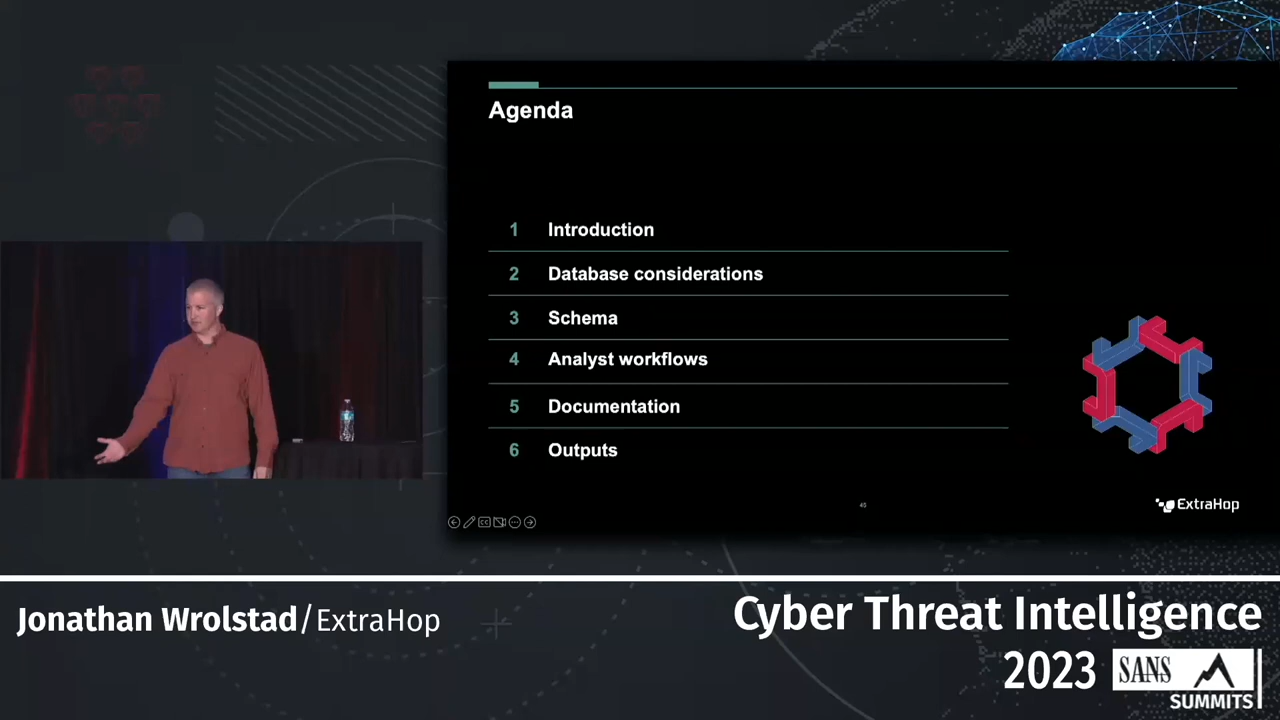 Agenda
1 Introduction
2 Database considerations
3 Schema
4 Analyst workflows
5 Documentation
6 Outputs
ExtraHop
Jonathan Wrolstad/ExtraHop
Cyber Threat Intelligence
2023 SANS
SUMMITS